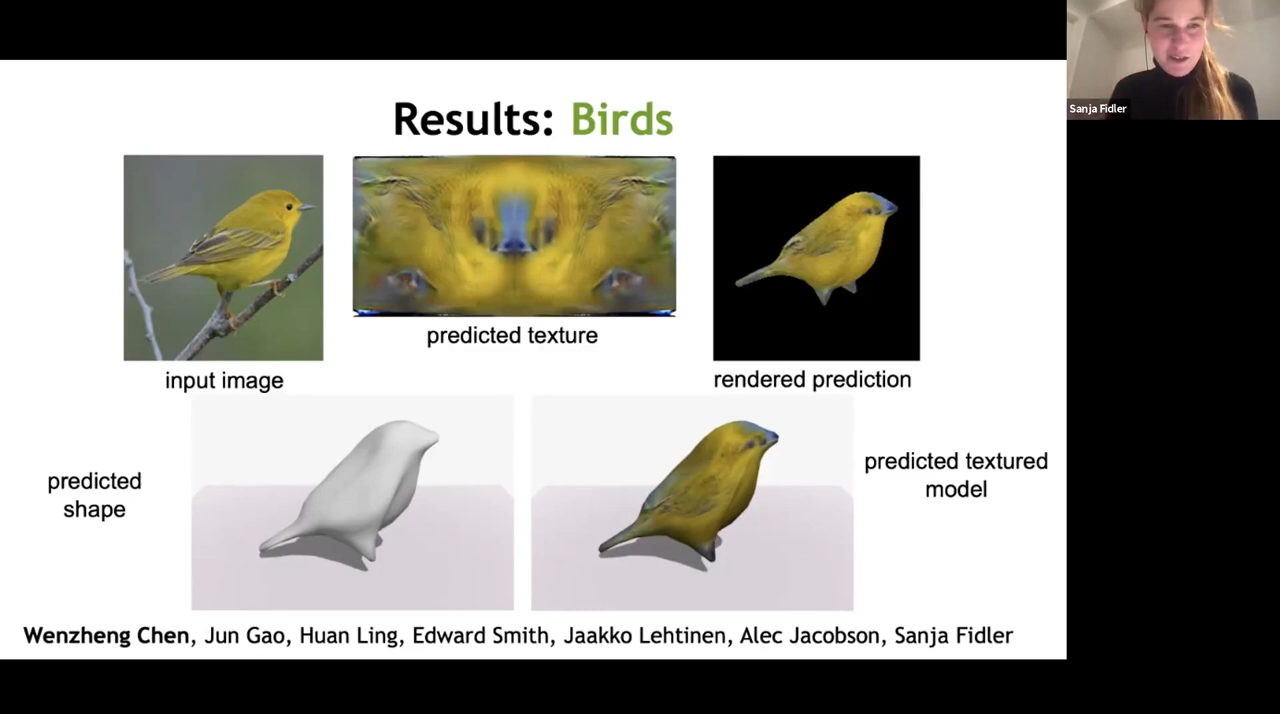 Results: Birds
Sanja Fidler
predicted texture
input image
rendered prediction
predicted
shape
predicted textured
model
Wenzheng Chen, Jun Gao, Huan Ling, Edward Smith, Jaakko Lehtinen, Alec Jacobson, Sanja Fidler